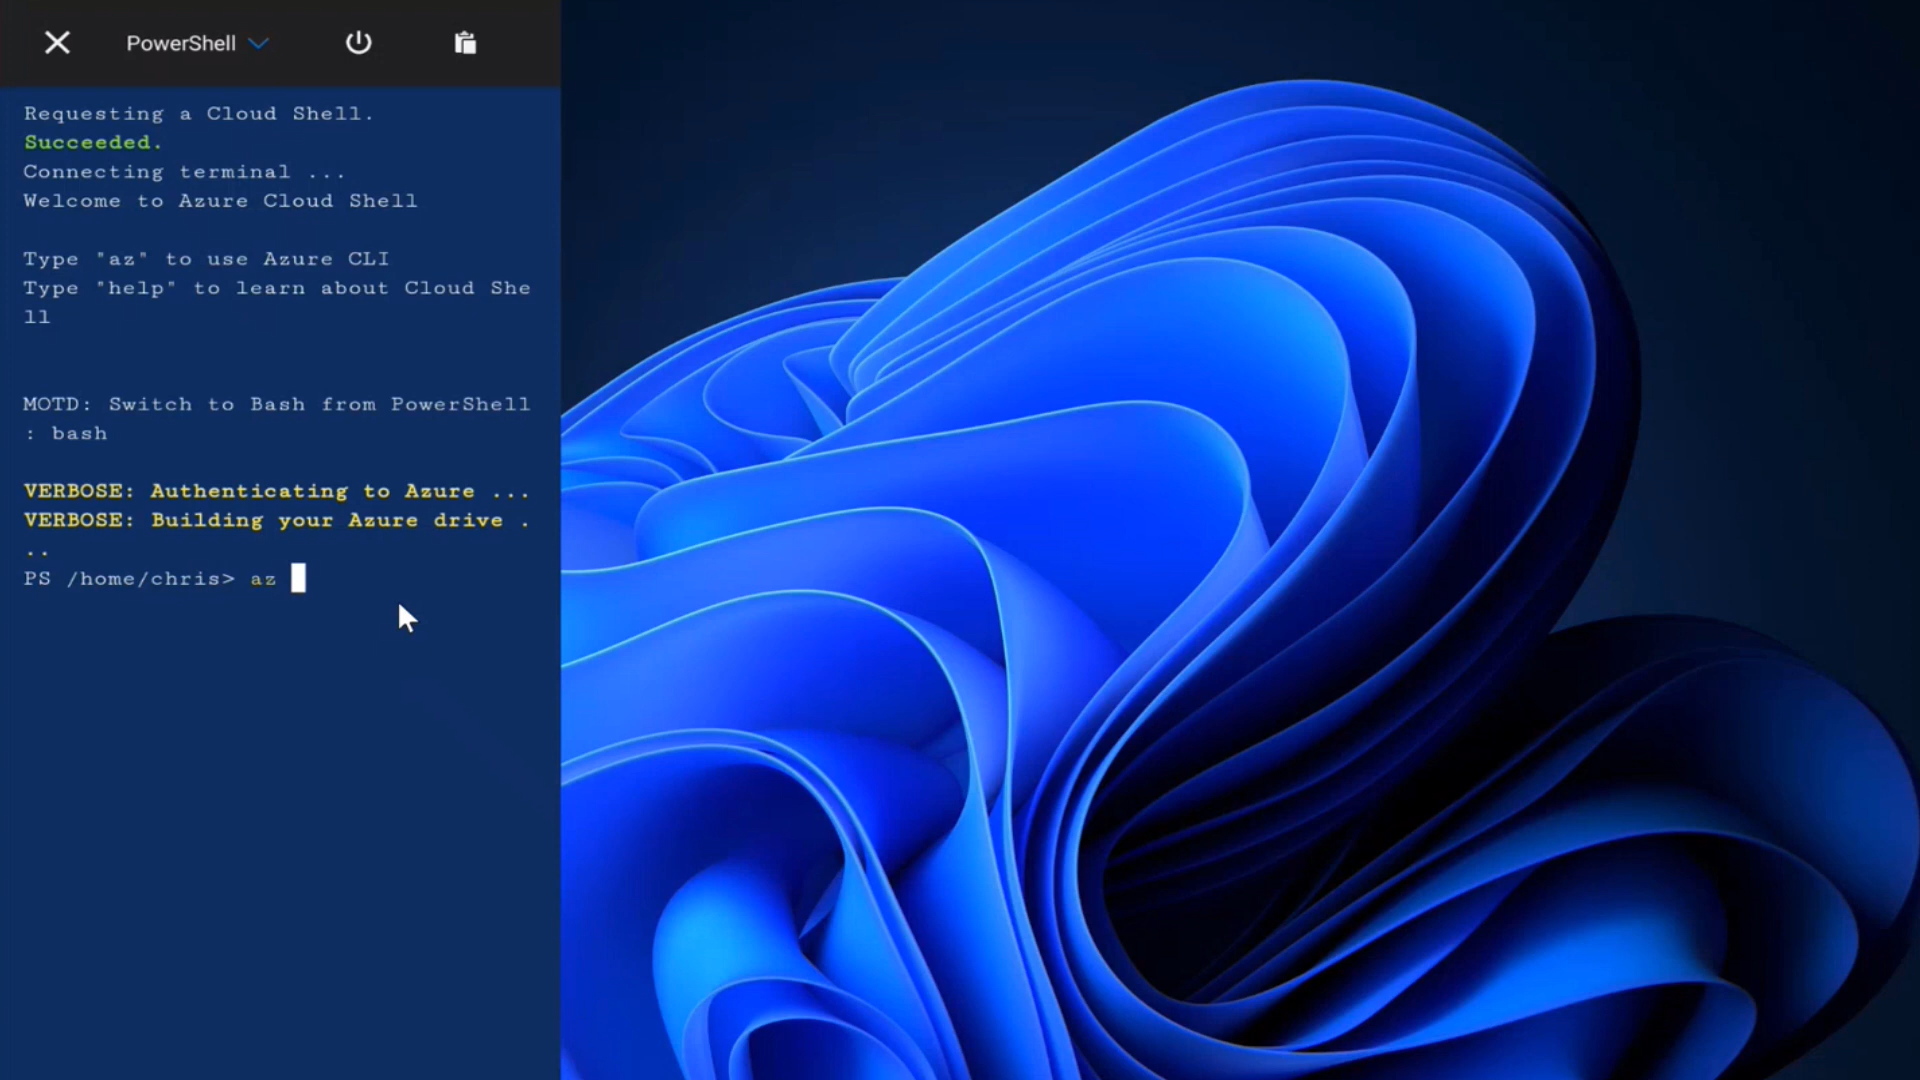 PowerShell
Requesting a Cloud Shell.
Succeeded.
Connecting terminal ...
Welcome to Azure Cloud Shell
Type "az" to use Azure CLI
Type "help" to learn about Cloud She
ll
MOTD: Switch to Bash from PowerShell
: bash
VERBOSE: Authenticating to Azure ...
VERBOSE: Building your Azure drive .
..
PS /home/chris> az